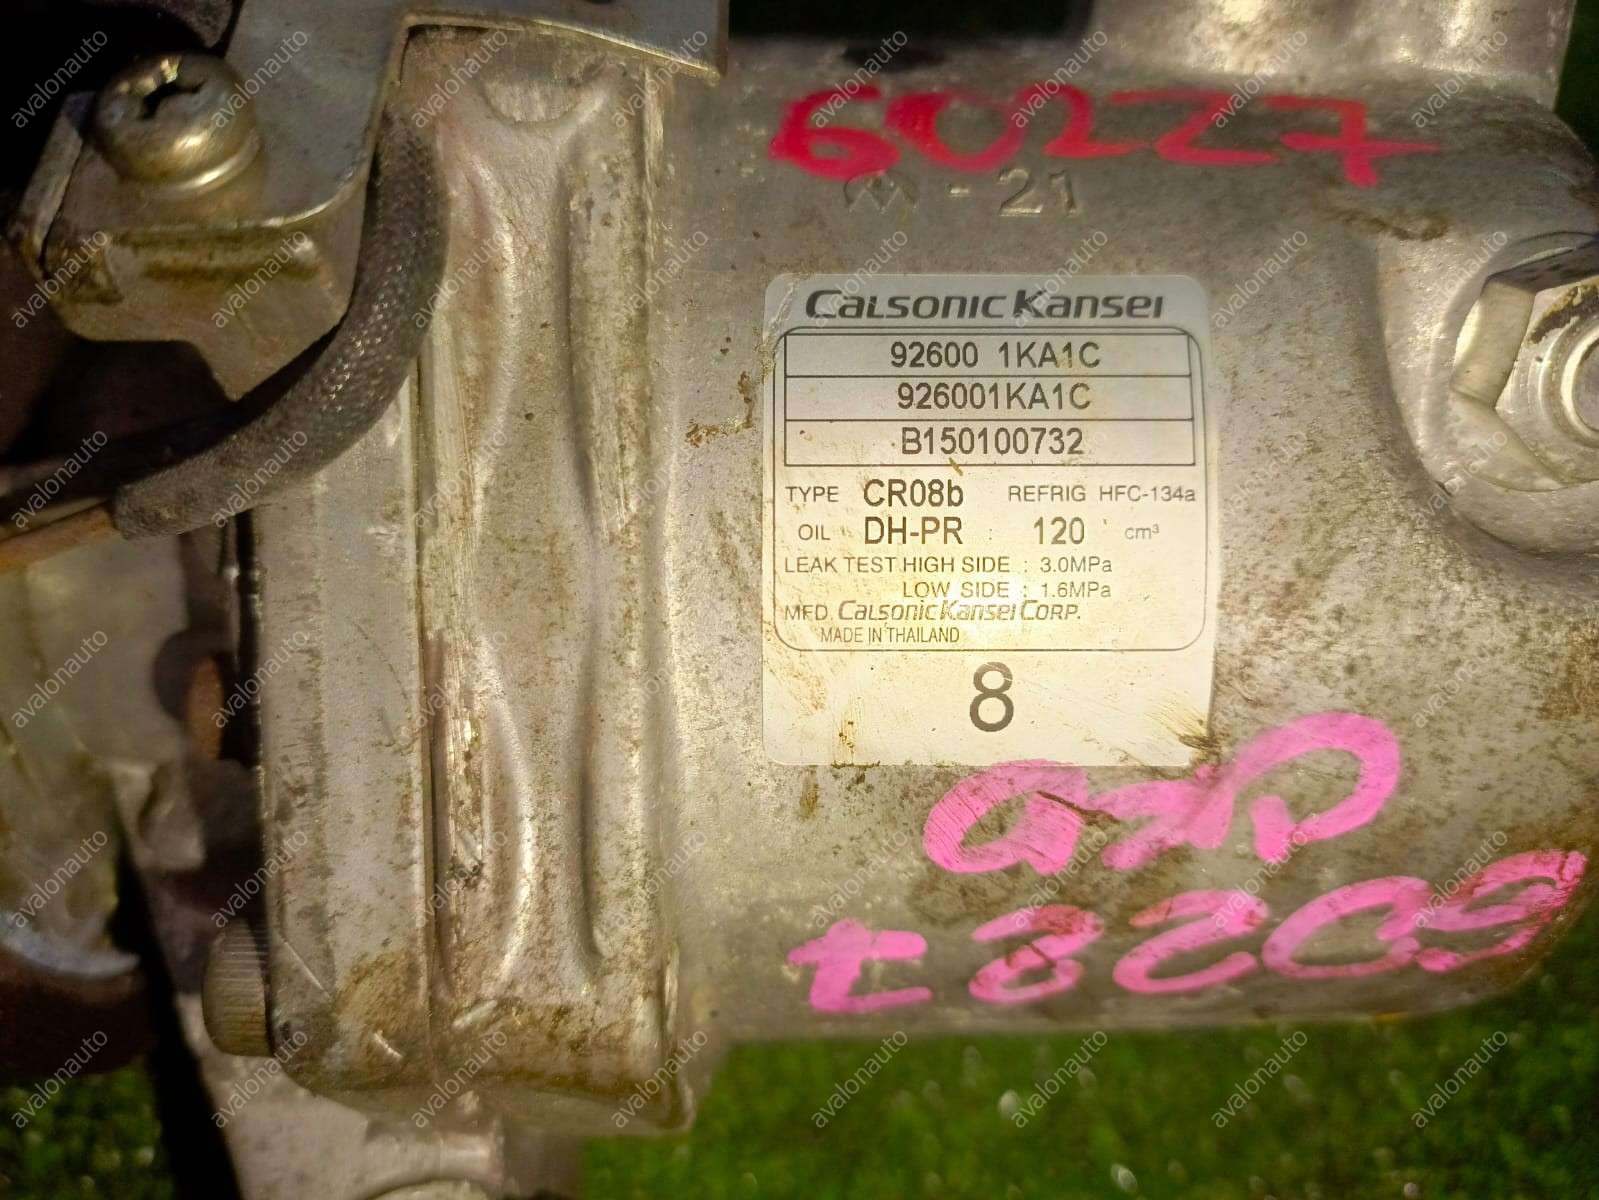 60227
- 21
CALSONIC KANSEI
92600 1KA1C
926001KA1C
B150100732
TYPE CR08b REFRIG HFC-134a
OIL DH-PR : 120 cm³
LEAK TEST HIGH SIDE : 3.0MPa
LOW SIDE : 1.6MPa
MFD. CALSONIC KANSEI CORP.
MADE IN THAILAND
8
t8209
avalonauto